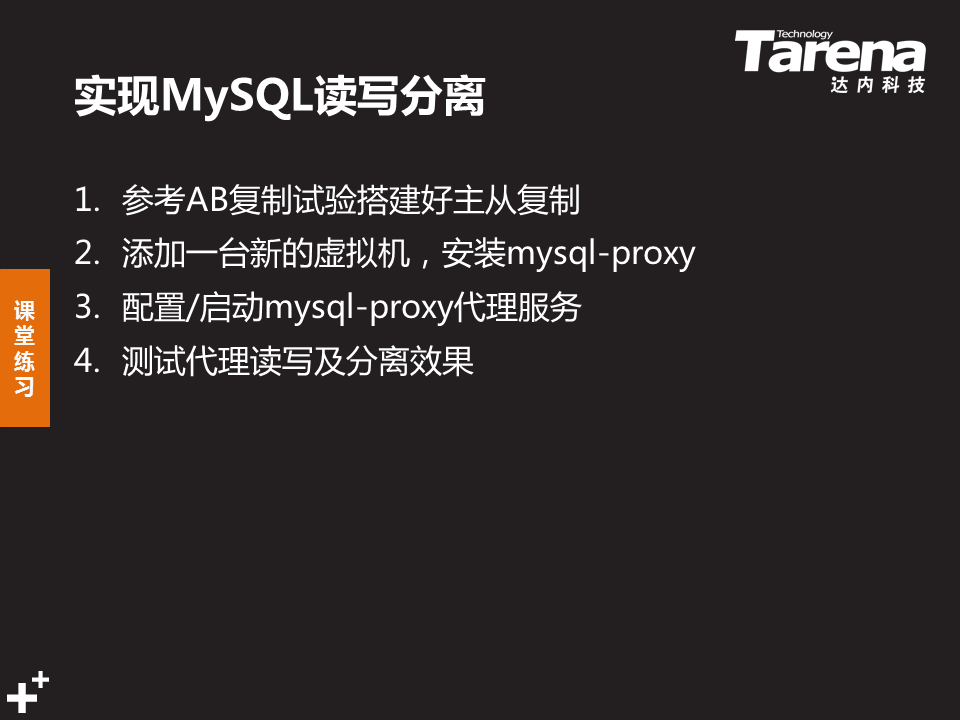 Technology
Tarena
达内科技
实现MySQL读写分离
1. 参考AB复制试验搭建好主从复制
2. 添加一台新的虚拟机，安装mysql-proxy
3. 配置/启动mysql-proxy代理服务
4. 测试代理读写及分离效果
课
堂
练
习